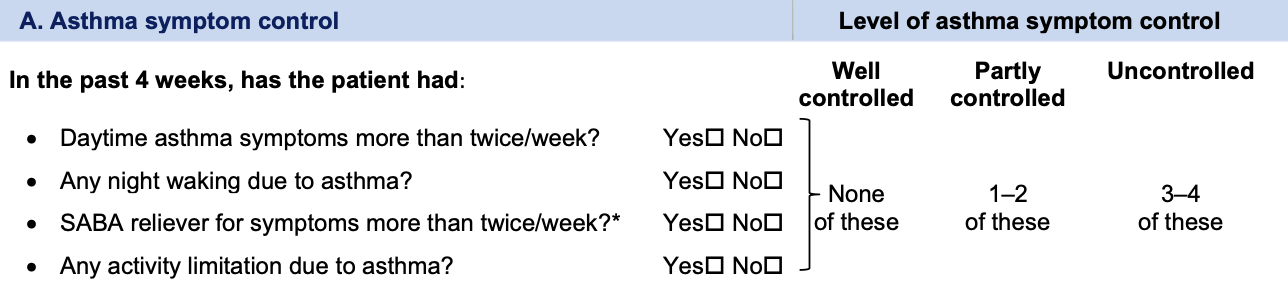 A. Asthma symptom control Level of asthma symptom control
In the past 4 weeks, has the patient had: Well controlled Partly controlled Uncontrolled
• Daytime asthma symptoms more than twice/week? Yes☐ No☐
• Any night waking due to asthma? Yes☐ No☐
• SABA reliever for symptoms more than twice/week?* Yes☐ No☐
• Any activity limitation due to asthma? Yes☐ No☐
None of these 1–2 of these 3–4 of these